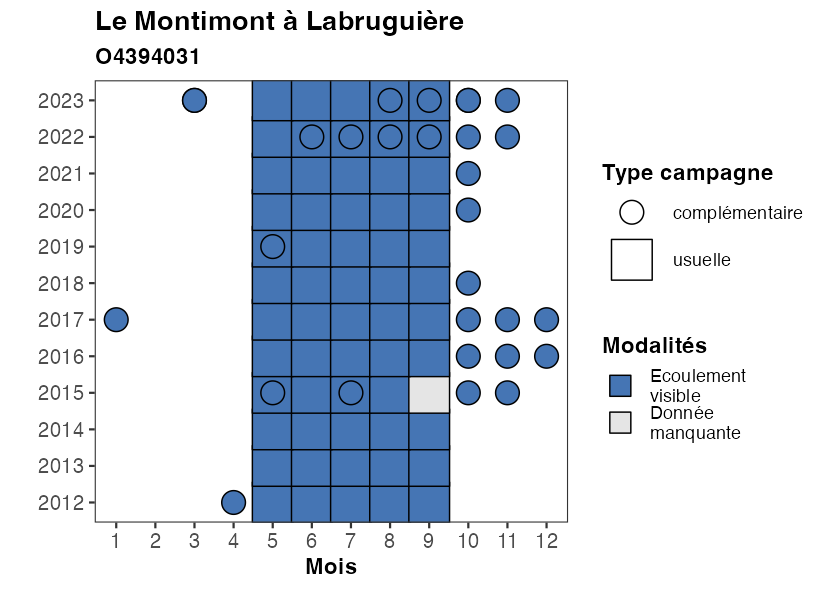 Le Montimont à Labruguière
O4394031
2023
2022
2021
2020
2019
2018
2017
2016
2015
2014
2013
2012
1 2 3 4 5 6 7 8 9 10 11 12
Mois
Type campagne
complémentaire
usuelle
Modalités
Ecoulement
visible
Donnée
manquante